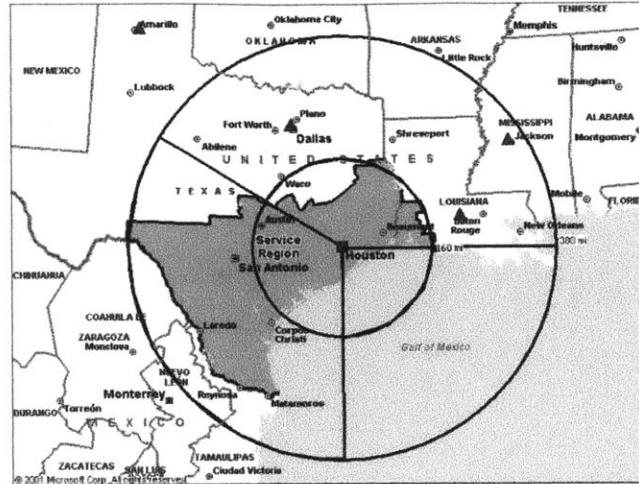 TENNESSEE
Memphis
Amarillo
Oklahoma City
OKLAHOMA
ARKANSAS
Little Rock
Huntsville
NEW MEXICO
Lubbock
Birmingham
Plano
Fort Worth
Dallas
MISSISSIPPI
Jackson
ALABAMA
Montgomery
Abilene
Shreveport
UNITED STATES
Waco
TEXAS
LOUISIANA
Mobile
FLORI
Austin
Baton
Rouge
Beaumont
New Orleans
Service
Region
Houston
160 mi
380 mi
San Antonio
CHIHUAHUA
COAHUILA DE
ZARAGOZA
Monclova
Laredo
Corpus
Christi
Gulf of Mexico
NUEVO
LEON
Monterrey
Reynosa
Matamoros
DURANGO
Torreón
MEXICO
ZACATECAS
SAN LUIS
TAMAULIPAS
Ciudad Victoria
© 2001 Microsoft Corp. All rights reserved.